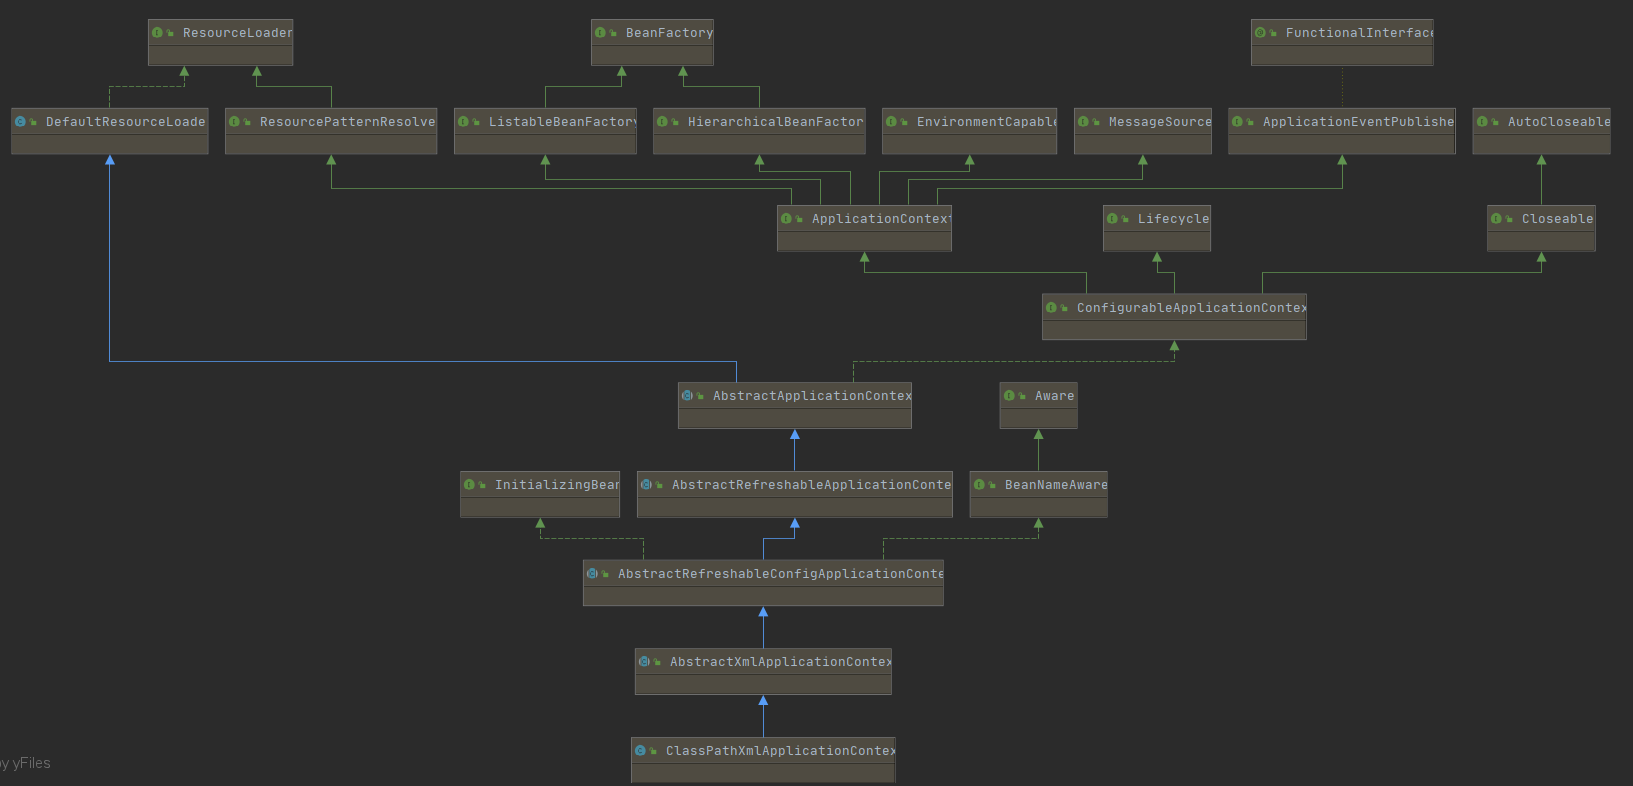 ResourceLoader
BeanFactory
FunctionalInterface
DefaultResourceLoade
ResourcePatternResolve
ListableBeanFactory
HierarchicalBeanFactor
EnvironmentCapable
MessageSource
ApplicationEventPublishe
AutoCloseable
ApplicationContext
Lifecycle
Closeable
ConfigurableApplicationContex
AbstractApplicationContex
Aware
InitializingBean
AbstractRefreshableApplicationConte
BeanNameAware
AbstractRefreshableConfigApplicationConte
AbstractXmlApplicationContex
ClassPathXmlApplicationContex
by yFiles